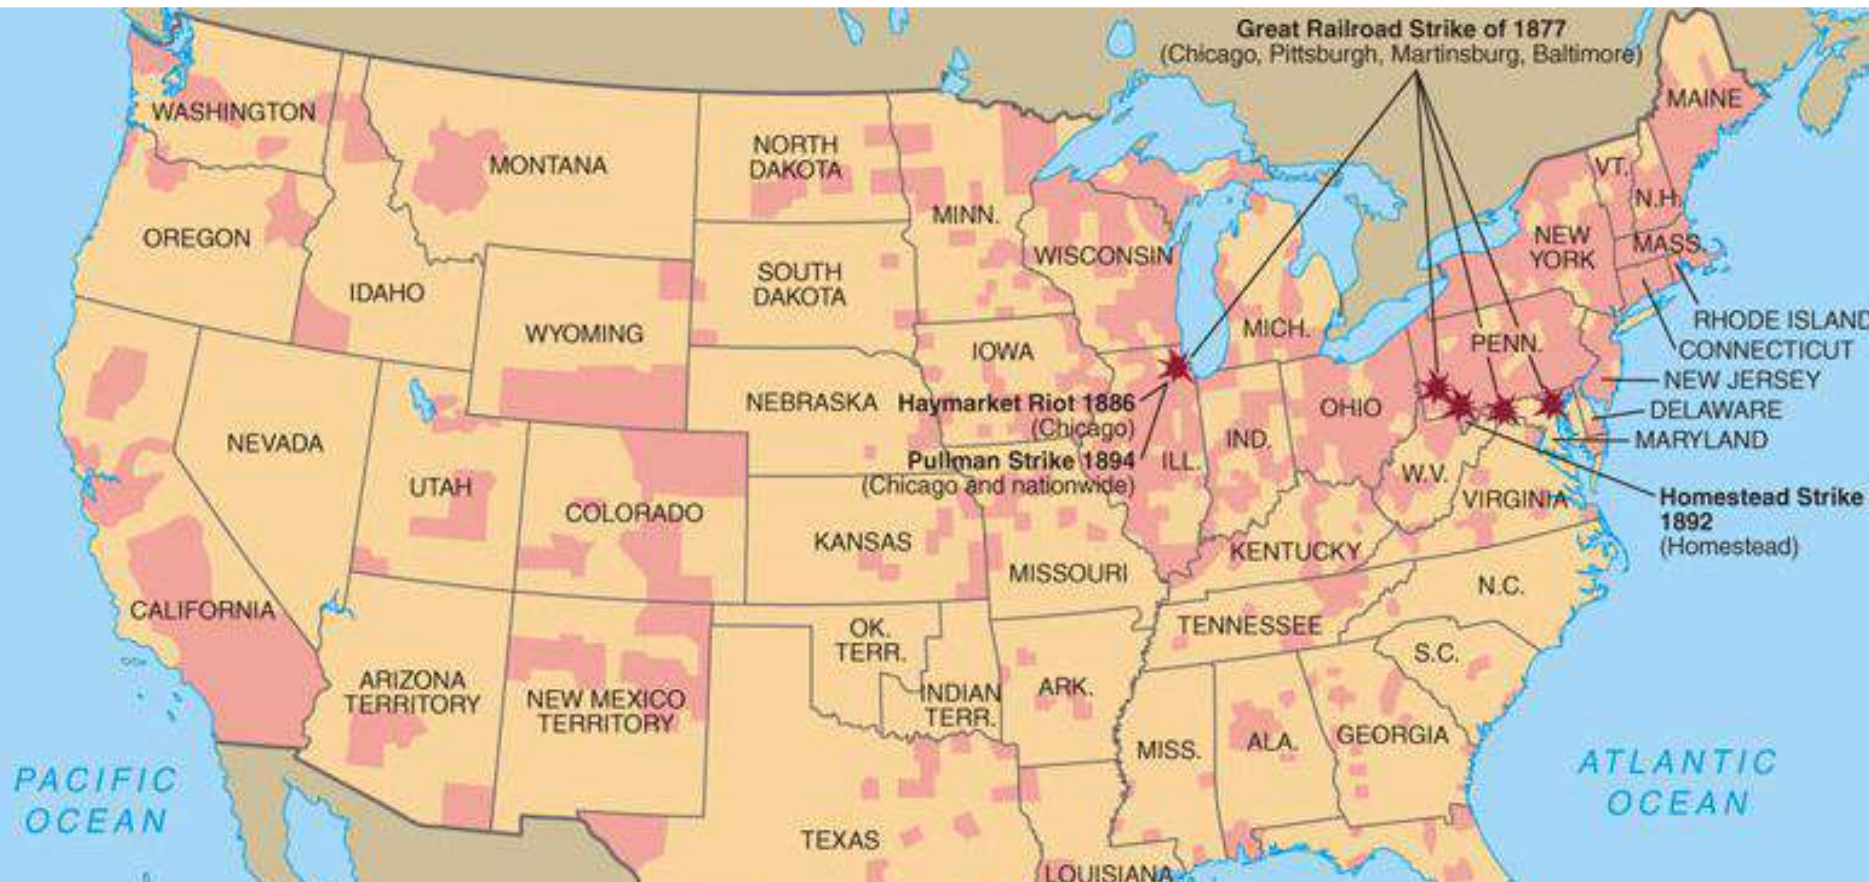 Great Railroad Strike of 1877
(Chicago, Pittsburgh, Martinsburg, Baltimore)
MAINE
WASHINGTON
MONTANA
NORTH
DAKOTA
MINN.
VT.
N.H.
OREGON
IDAHO
SOUTH
DAKOTA
WISCONSIN
NEW
YORK
MASS.
WYOMING
MICH.
PENN.
RHODE ISLAND
CONNECTICUT
IOWA
NEW JERSEY
NEBRASKA
Haymarket Riot 1886
(Chicago)
OHIO
DELAWARE
MARYLAND
NEVADA
IND.
Pullman Strike 1894
(Chicago and nationwide)
ILL.
W.V.
UTAH
COLORADO
VIRGINIA
Homestead Strike
1892
(Homestead)
KANSAS
KENTUCKY
MISSOURI
N.C.
CALIFORNIA
TENNESSEE
OK.
TERR.
S.C.
ARIZONA
TERRITORY
NEW MEXICO
TERRITORY
INDIAN
TERR.
ARK.
MISS.
ALA.
GEORGIA
PACIFIC
OCEAN
ATLANTIC
OCEAN
TEXAS
LOUISIANA